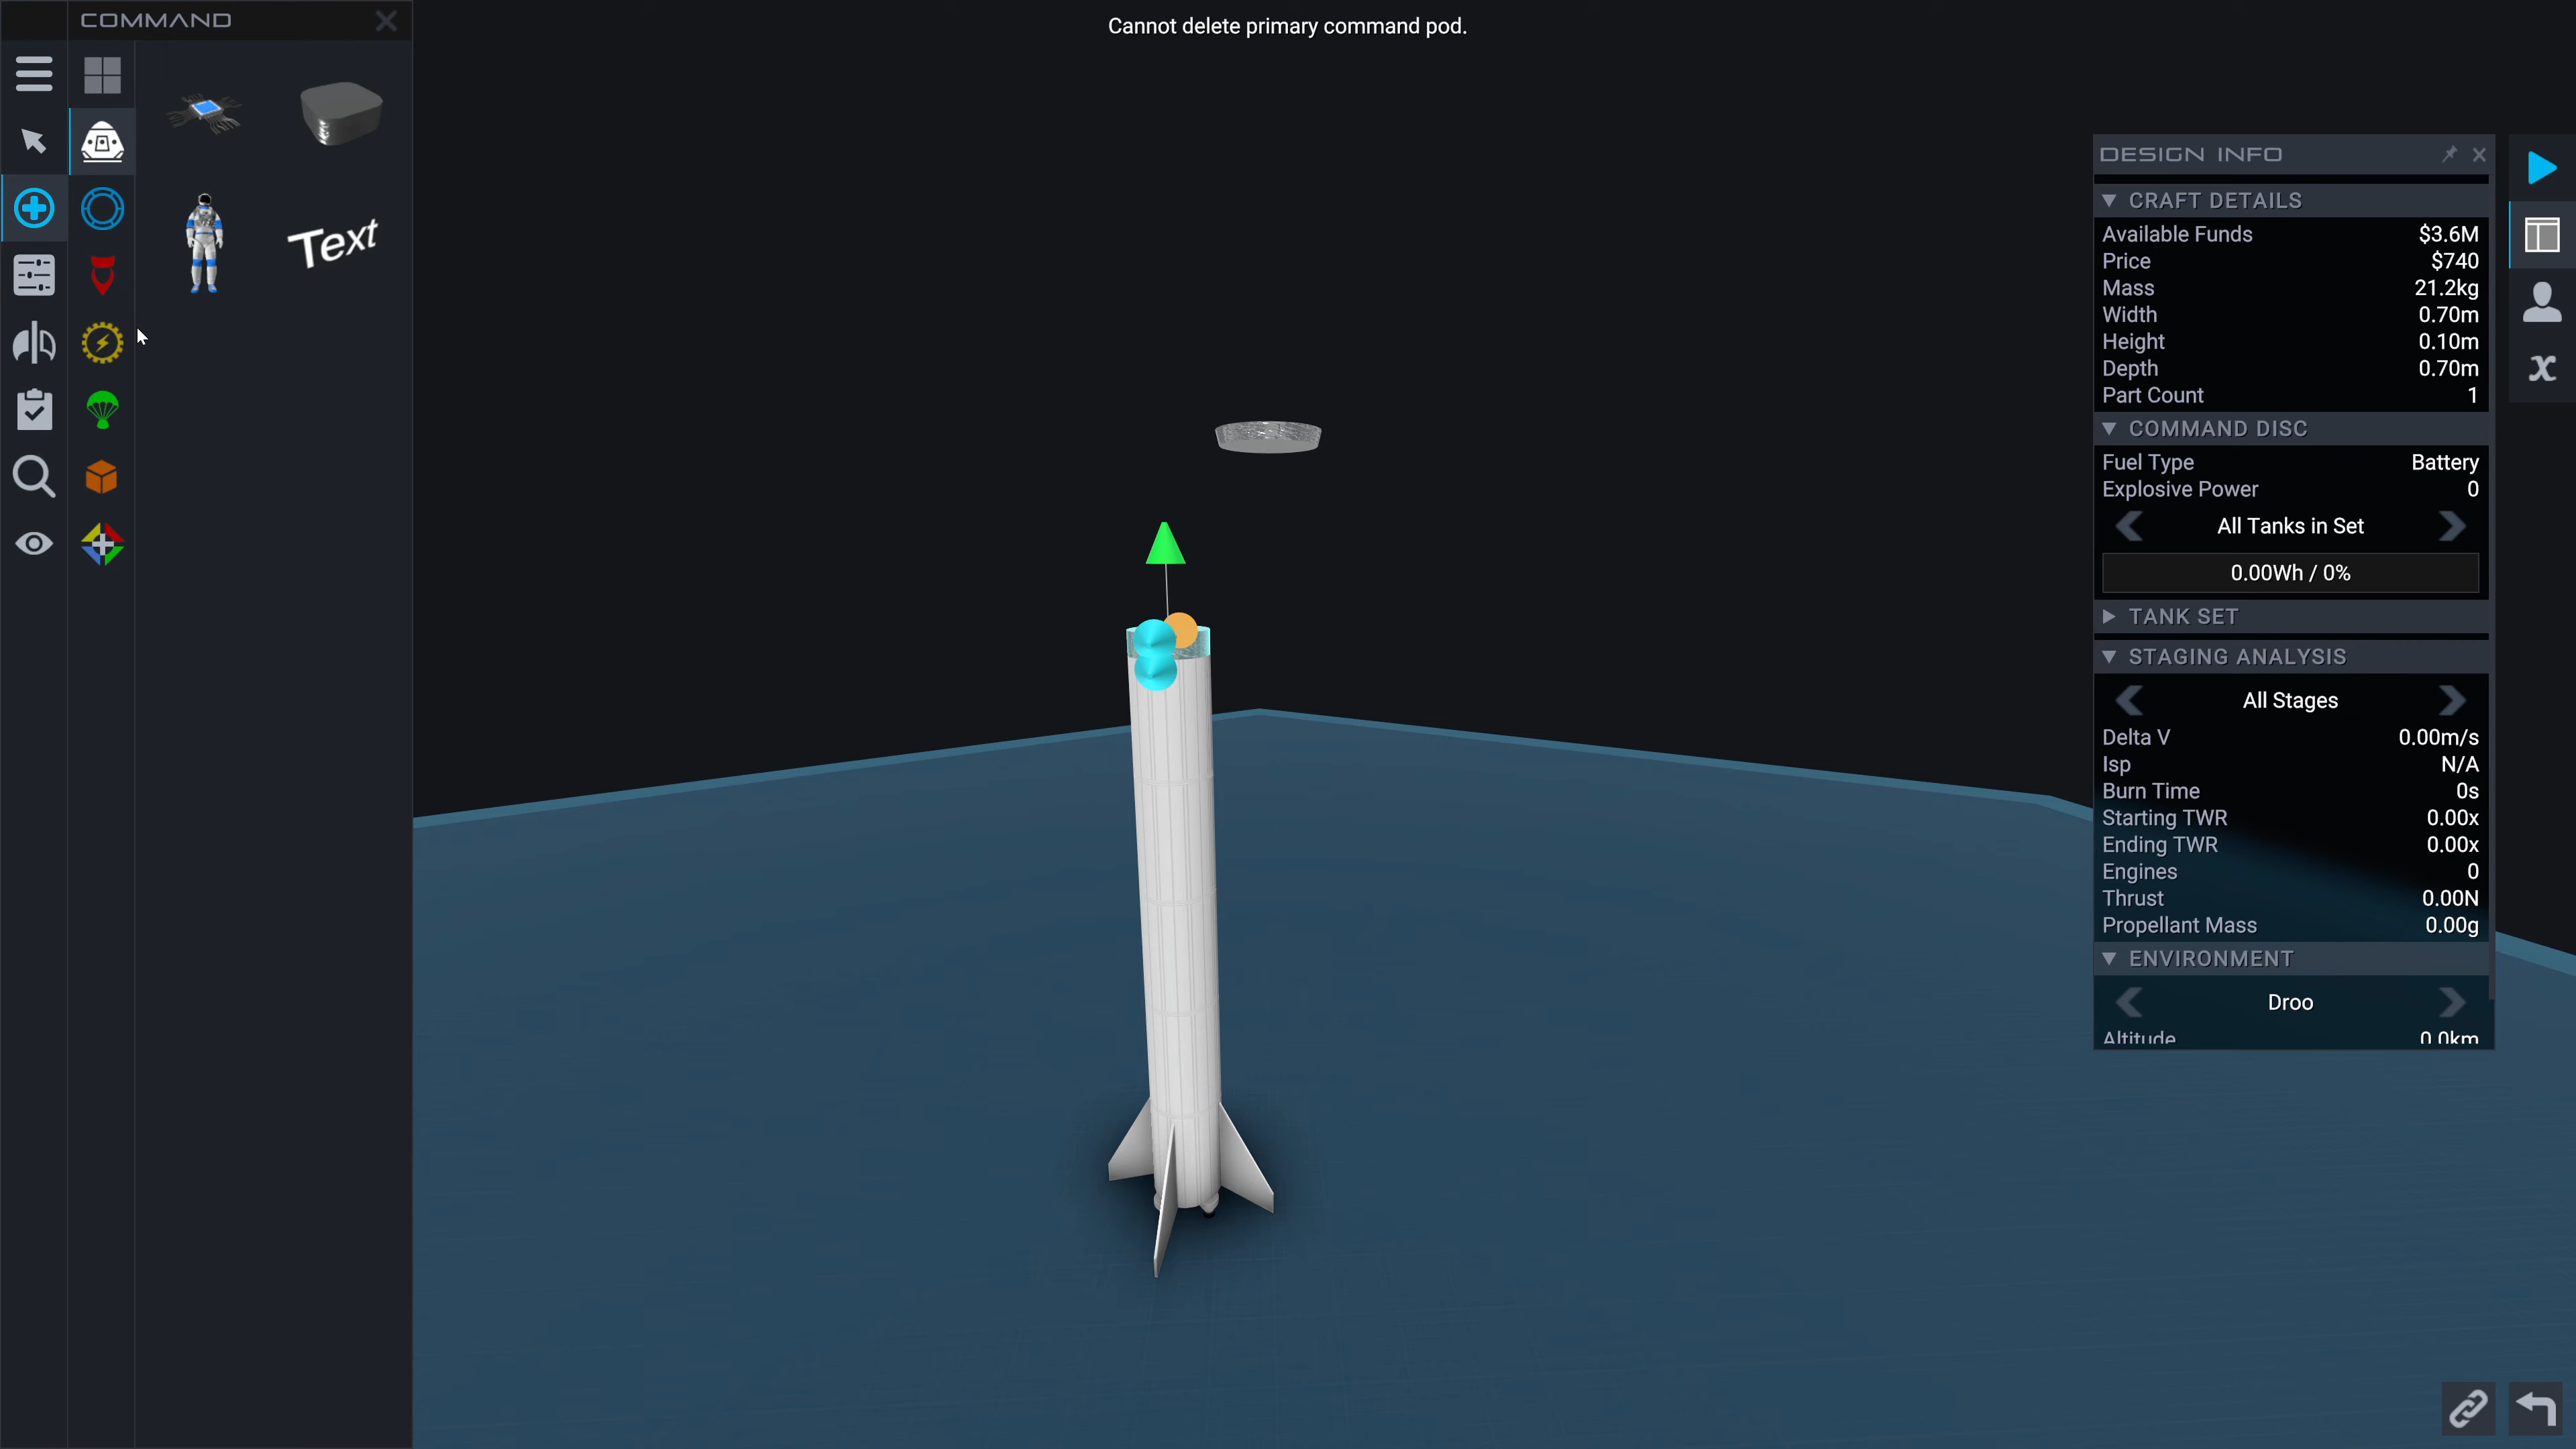 COMMAND
Cannot delete primary command pod.
Text
DESIGN INFO
CRAFT DETAILS
Available Funds $3.6M
Price $740
Mass 21.2kg
Width 0.70m
Height 0.10m
Depth 0.70m
Part Count 1
COMMAND DISC
Fuel Type Battery
Explosive Power 0
All Tanks in Set
0.00Wh / 0%
TANK SET
STAGING ANALYSIS
All Stages
Delta V 0.00m/s
Isp N/A
Burn Time 0s
Starting TWR 0.00x
Ending TWR 0.00x
Engines 0
Thrust 0.00N
Propellant Mass 0.00g
ENVIRONMENT
Droo
Altitude 0.0km